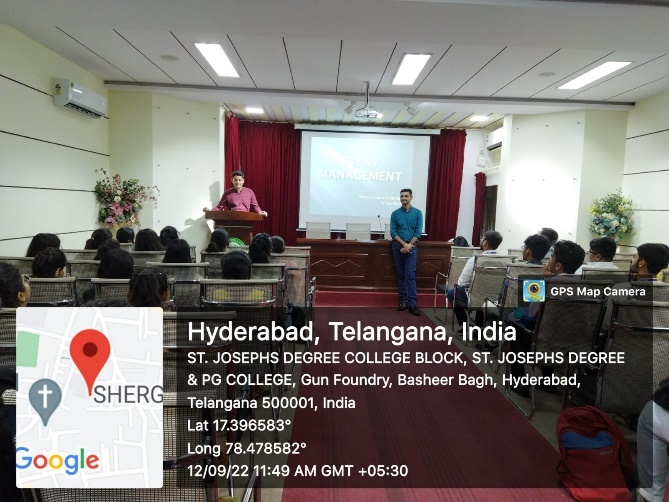 EVENT
MANAGEMENT
GPS Map Camera
Hyderabad, Telangana, India
ST. JOSEPHS DEGREE COLLEGE BLOCK, ST. JOSEPHS DEGREE
& PG COLLEGE, Gun Foundry, Basheer Bagh, Hyderabad,
Telangana 500001, India
Lat 17.396583°
Long 78.478582°
12/09/22 11:49 AM GMT +05:30
SHERG
Google